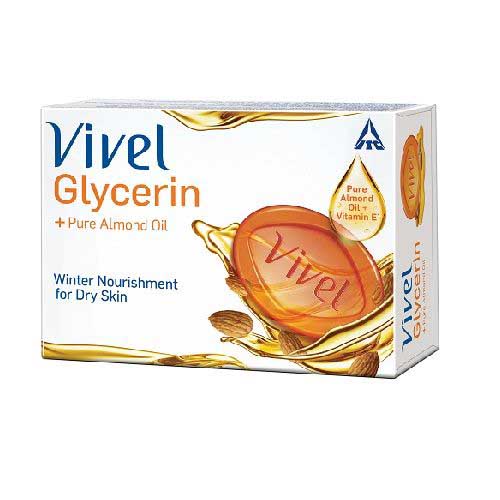 Vivel
Glycerin
+ Pure Almond Oil
Winter Nourishment
for Dry Skin
ITC
Pure
Almond
Oil +
Vitamin E*
Vivel
Vivel
Glycerin
+ Pure Almond Oil